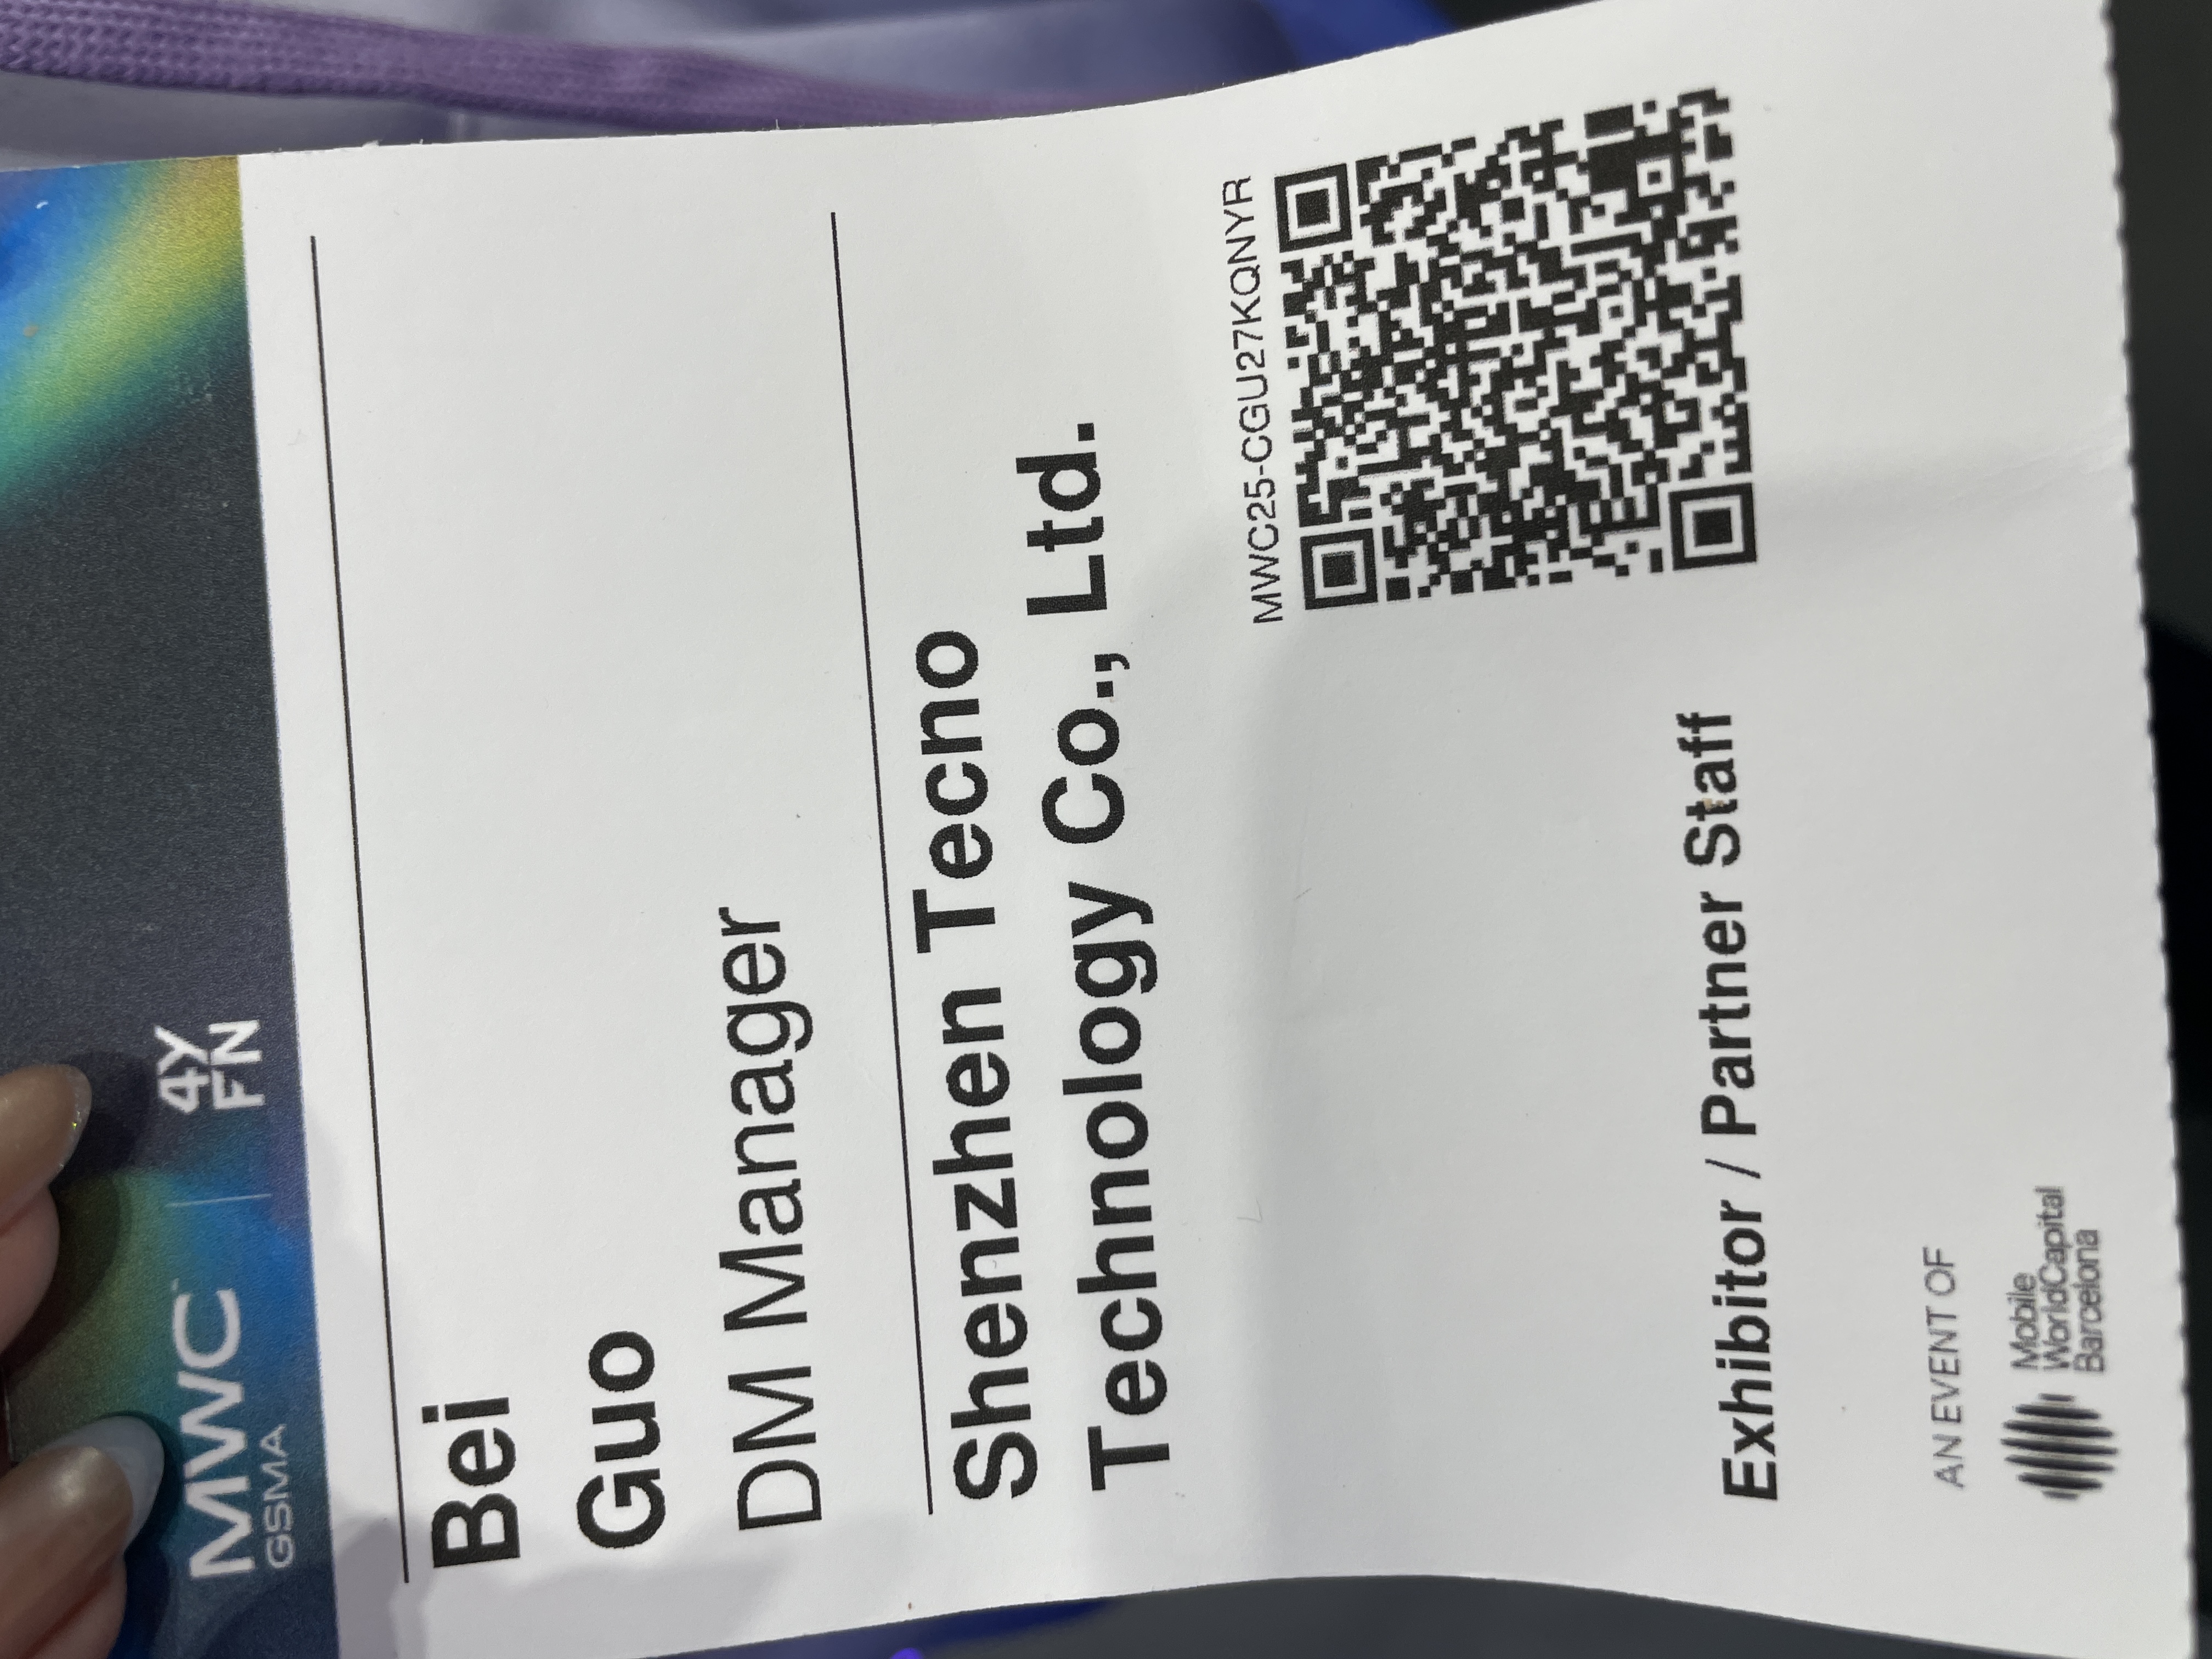 MWC
GSMA
4Y
FN
Bei
Guo
DM Manager
Shenzhen Tecno
Technology Co., Ltd.
MWC25-CGU27KQNYR
Exhibitor / Partner Staff
AN EVENT OF
Mobile
WorldCapital
Barcelona